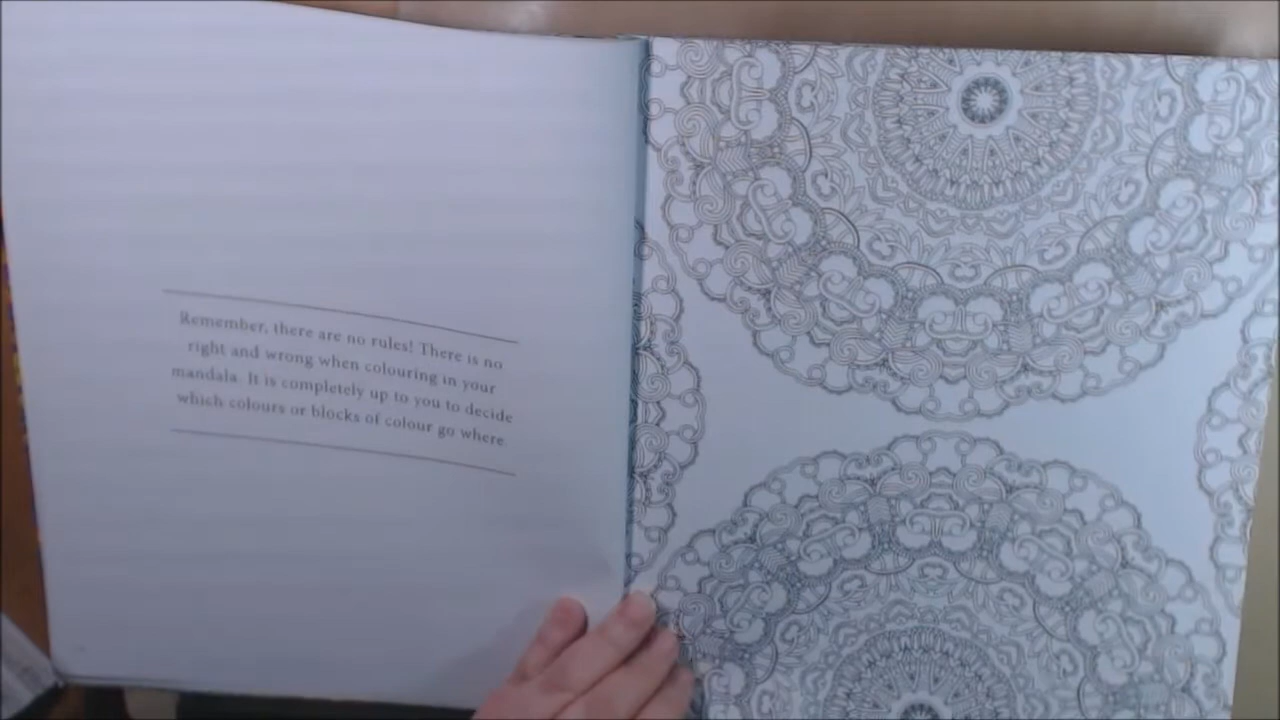 Remember, there are no rules! There is no
right and wrong when colouring in your
mandala. It is completely up to you to decide
which colours or blocks of colour go where